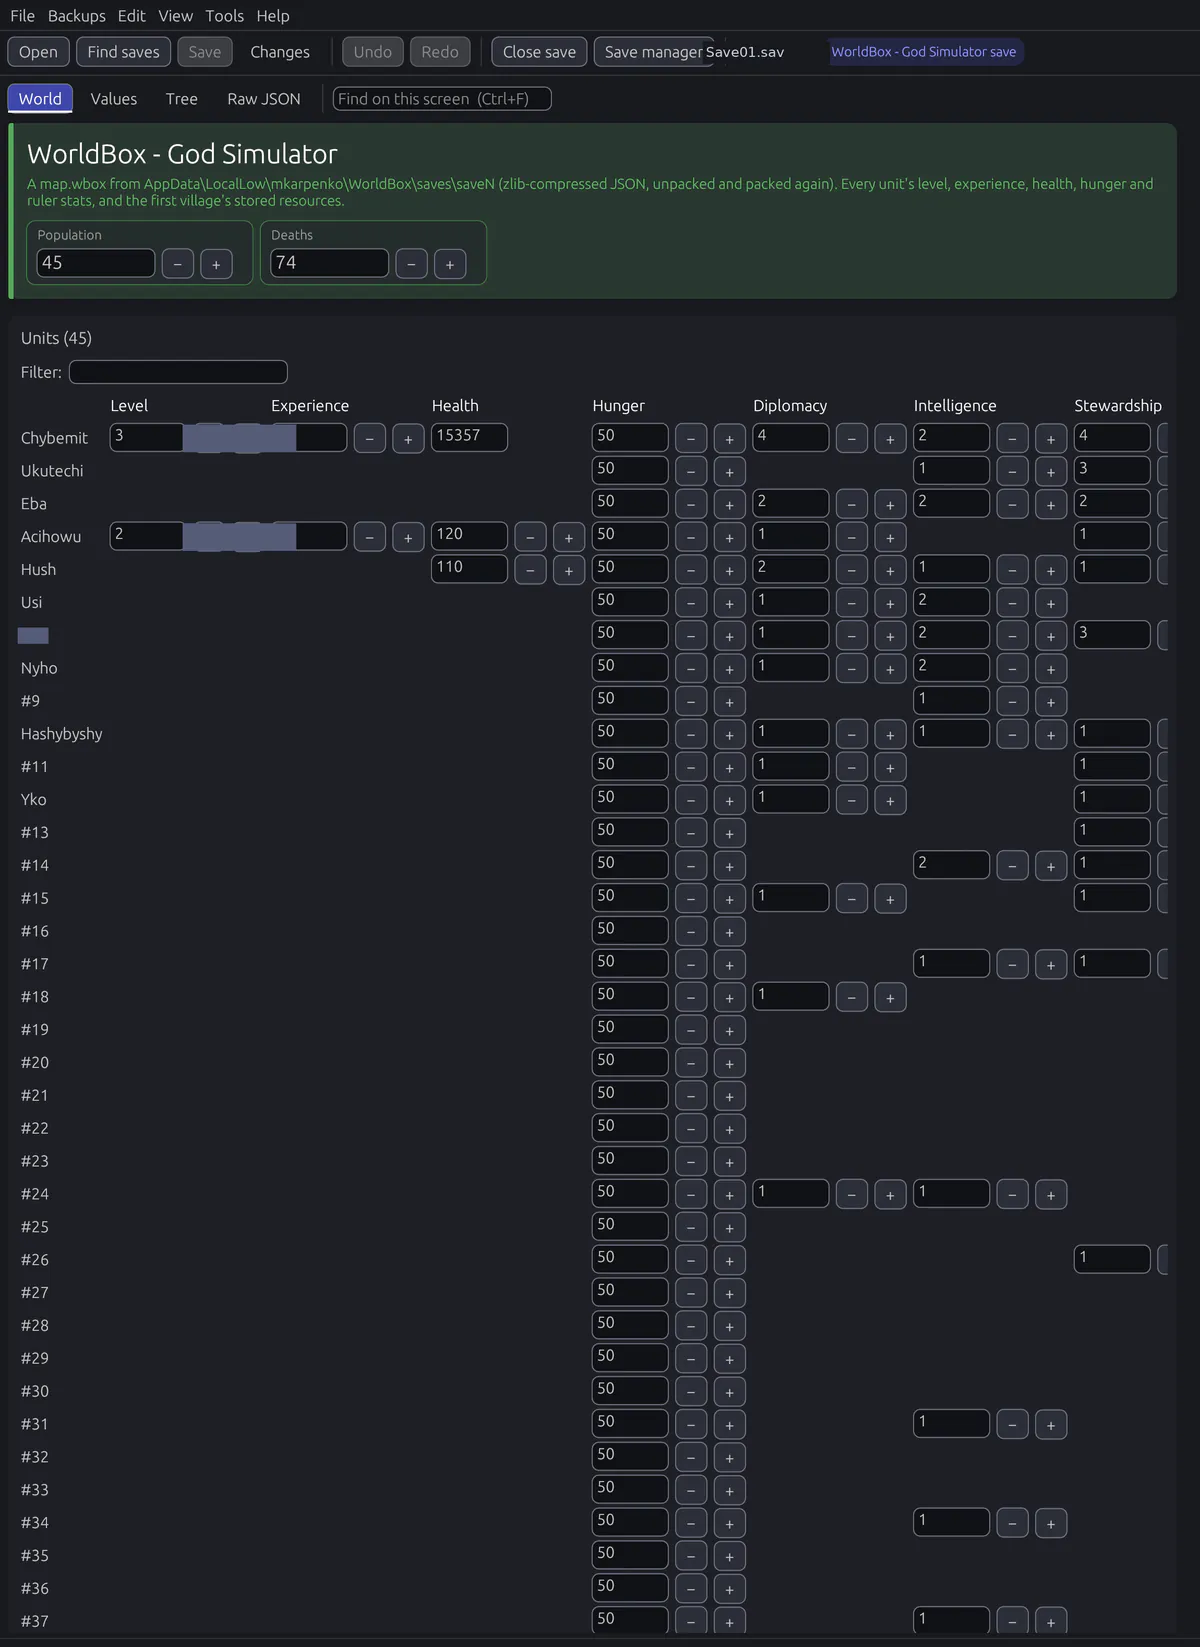 File Backups Edit View Tools Help
Open Find saves Save Changes Undo Redo Close save Save manager Save01.sav WorldBox - God Simulator save
World Values Tree Raw JSON Find on this screen (Ctrl+F)
WorldBox - God Simulator
A map.wbox from AppData\LocalLow\mkarpenko\WorldBox\saves\saveN (zlib-compressed JSON, unpacked and packed again). Every unit's level, experience, health, hunger and
ruler stats, and the first village's stored resources.
Population Deaths
45 − + 74 − +
Units (45)
Filter:
Level Experience Health Hunger Diplomacy Intelligence Stewardship
Chybemit 3 − + 15357 50 − + 4 − + 2 − + 4
Ukutechi 50 − + 1 − + 3
Eba 50 − + 2 − + 2 − + 2
Acihowu 2 − + 120 − + 50 − + 1 − + 1
Hush 110 − + 50 − + 2 − + 1 − + 1
Usi 50 − + 1 − + 2 − +
50 − + 1 − + 2 − + 3
Nyho 50 − + 1 − + 2 − +
#9 50 − + 1 − +
Hashybyshy 50 − + 1 − + 1 − + 1
#11 50 − + 1 − + 1
Yko 50 − + 1 − + 1
#13 50 − + 1
#14 50 − + 2 − + 1
#15 50 − + 1 − + 1
#16 50 − +
#17 50 − + 1 − + 1
#18 50 − + 1 − +
#19 50 − +
#20 50 − +
#21 50 − +
#22 50 − +
#23 50 − +
#24 50 − + 1 − + 1 − +
#25 50 − +
#26 50 − + 1
#27 50 − +
#28 50 − +
#29 50 − +
#30 50 − +
#31 50 − + 1 − +
#32 50 − +
#33 50 − +
#34 50 − + 1 − +
#35 50 − +
#36 50 − +
#37 50 − + 1 − +